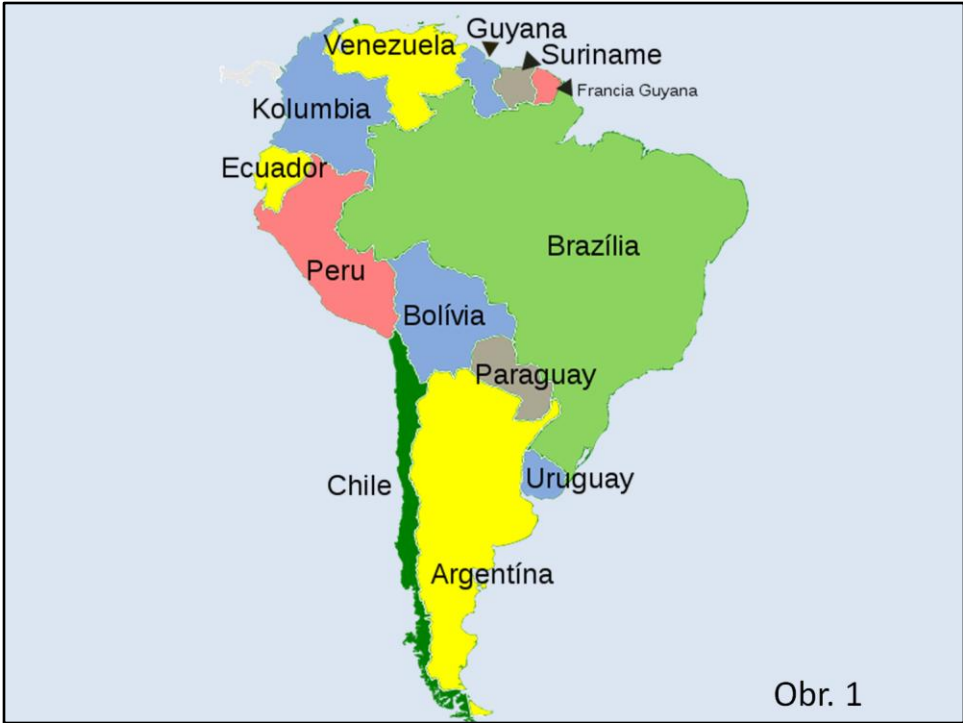 Guyana
Venezuela
Suriname
Francia Guyana
Kolumbia
Ecuador
Brazília
Peru
Bolívia
Paraguay
Chile
Uruguay
Argentína
Obr. 1